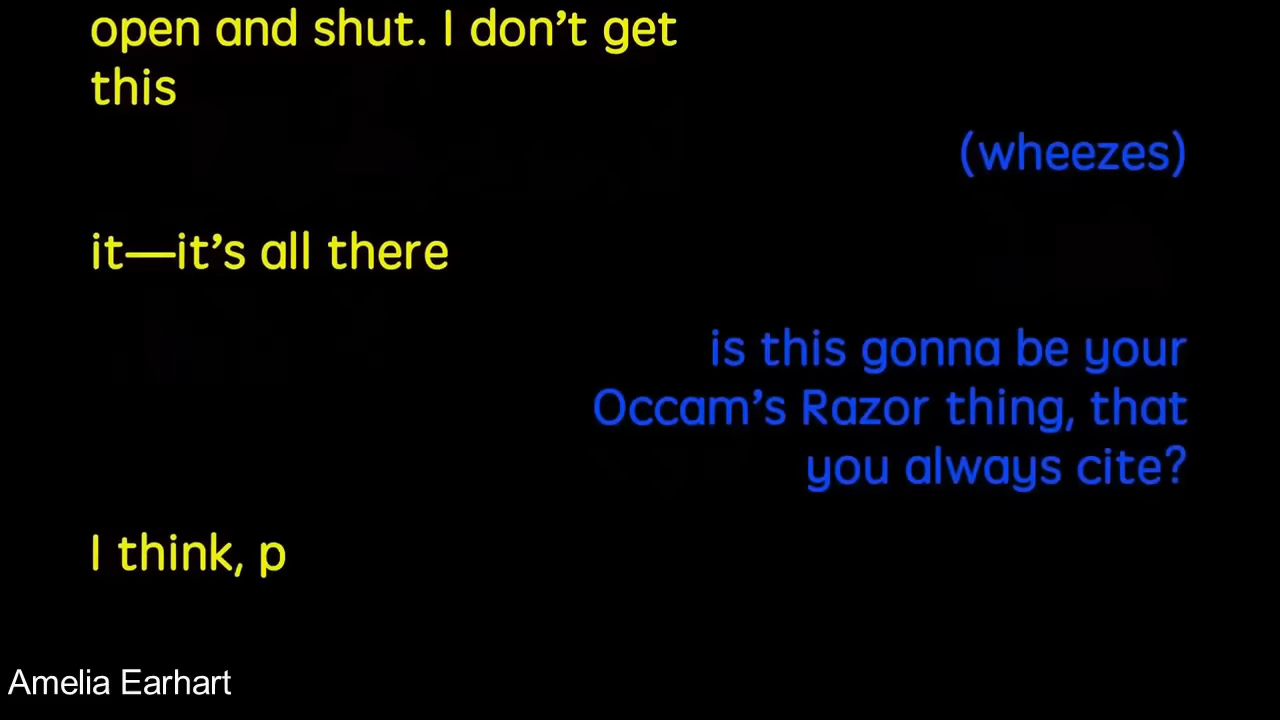 open and shut. I don’t get
this
(wheezes)
it—it’s all there
is this gonna be your
Occam’s Razor thing, that
you always cite?
I think, p
Amelia Earhart